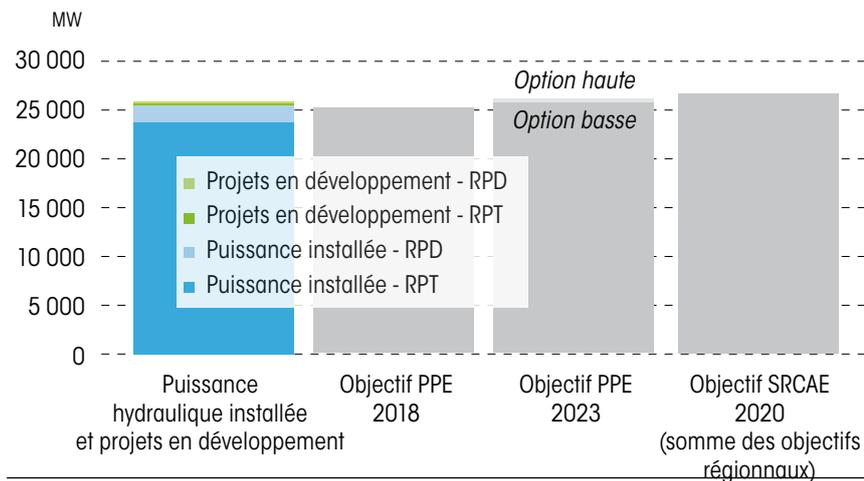 MW
30 000
25 000
20 000
15 000
10 000
5 000
0
Option haute
Option basse
Projets en développement - RPD
Projets en développement - RPT
Puissance installée - RPD
Puissance installée - RPT
Puissance
hydraulique installée
et projets en développement
Objectif PPE
2018
Objectif PPE
2023
Objectif SRCAE
2020
(somme des objectifs
régionnaux)